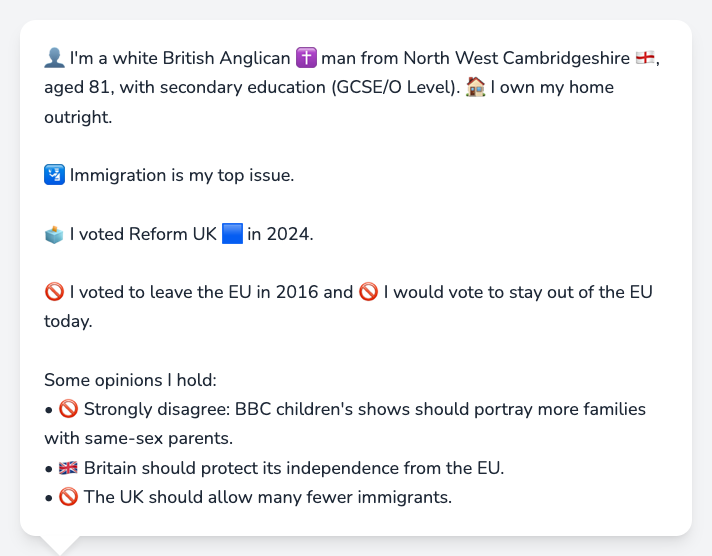 👤 I'm a white British Anglican ✝️ man from North West Cambridgeshire 🏴󠁧󠁢󠁥󠁮󠁧󠁿,
aged 81, with secondary education (GCSE/O Level). 🏠 I own my home
outright.
🛂 Immigration is my top issue.
🗳️ I voted Reform UK 🟦 in 2024.
🚫 I voted to leave the EU in 2016 and 🚫 I would vote to stay out of the EU
today.
Some opinions I hold:
• 🚫 Strongly disagree: BBC children's shows should portray more families
with same-sex parents.
• 🇬🇧 Britain should protect its independence from the EU.
• 🚫 The UK should allow many fewer immigrants.